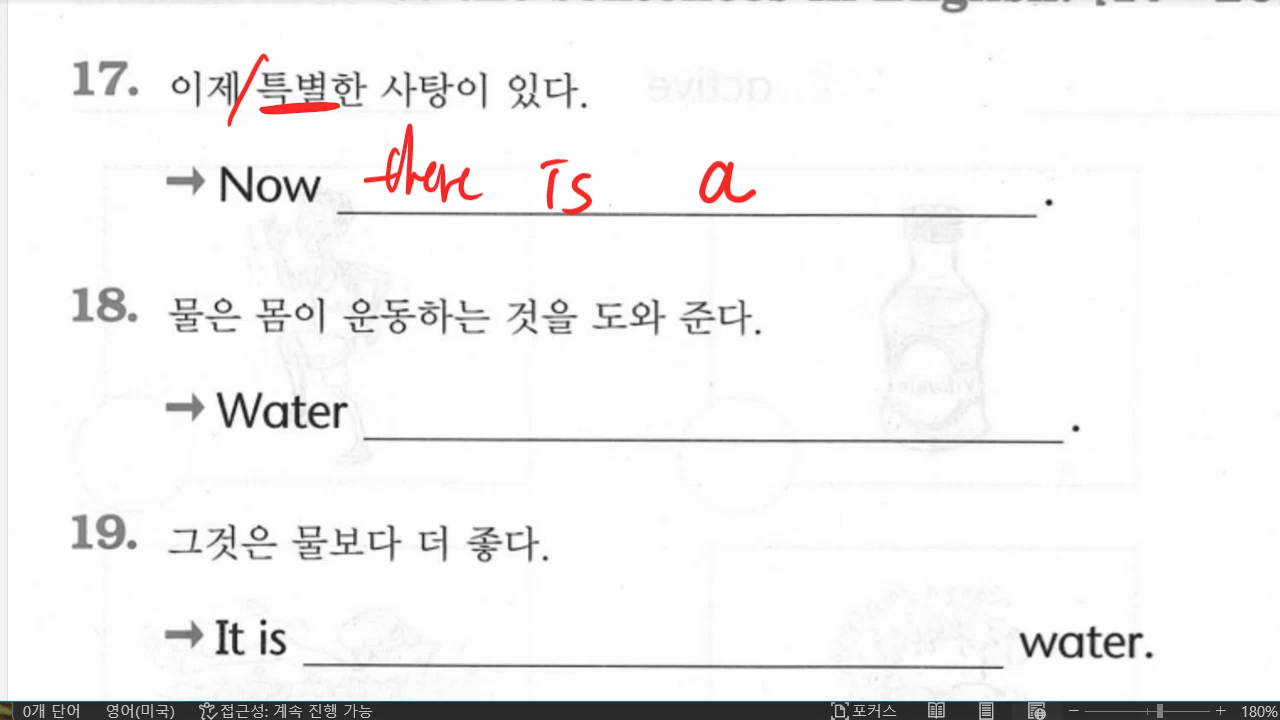 17. 이제/특별한 사탕이 있다.
→ Now there is a .
18. 물은 몸이 운동하는 것을 도와 준다.
→ Water .
19. 그것은 물보다 더 좋다.
→ It is water.
0개 단어 영어(미국) 접근성: 계속 진행 가능 포커스 180%